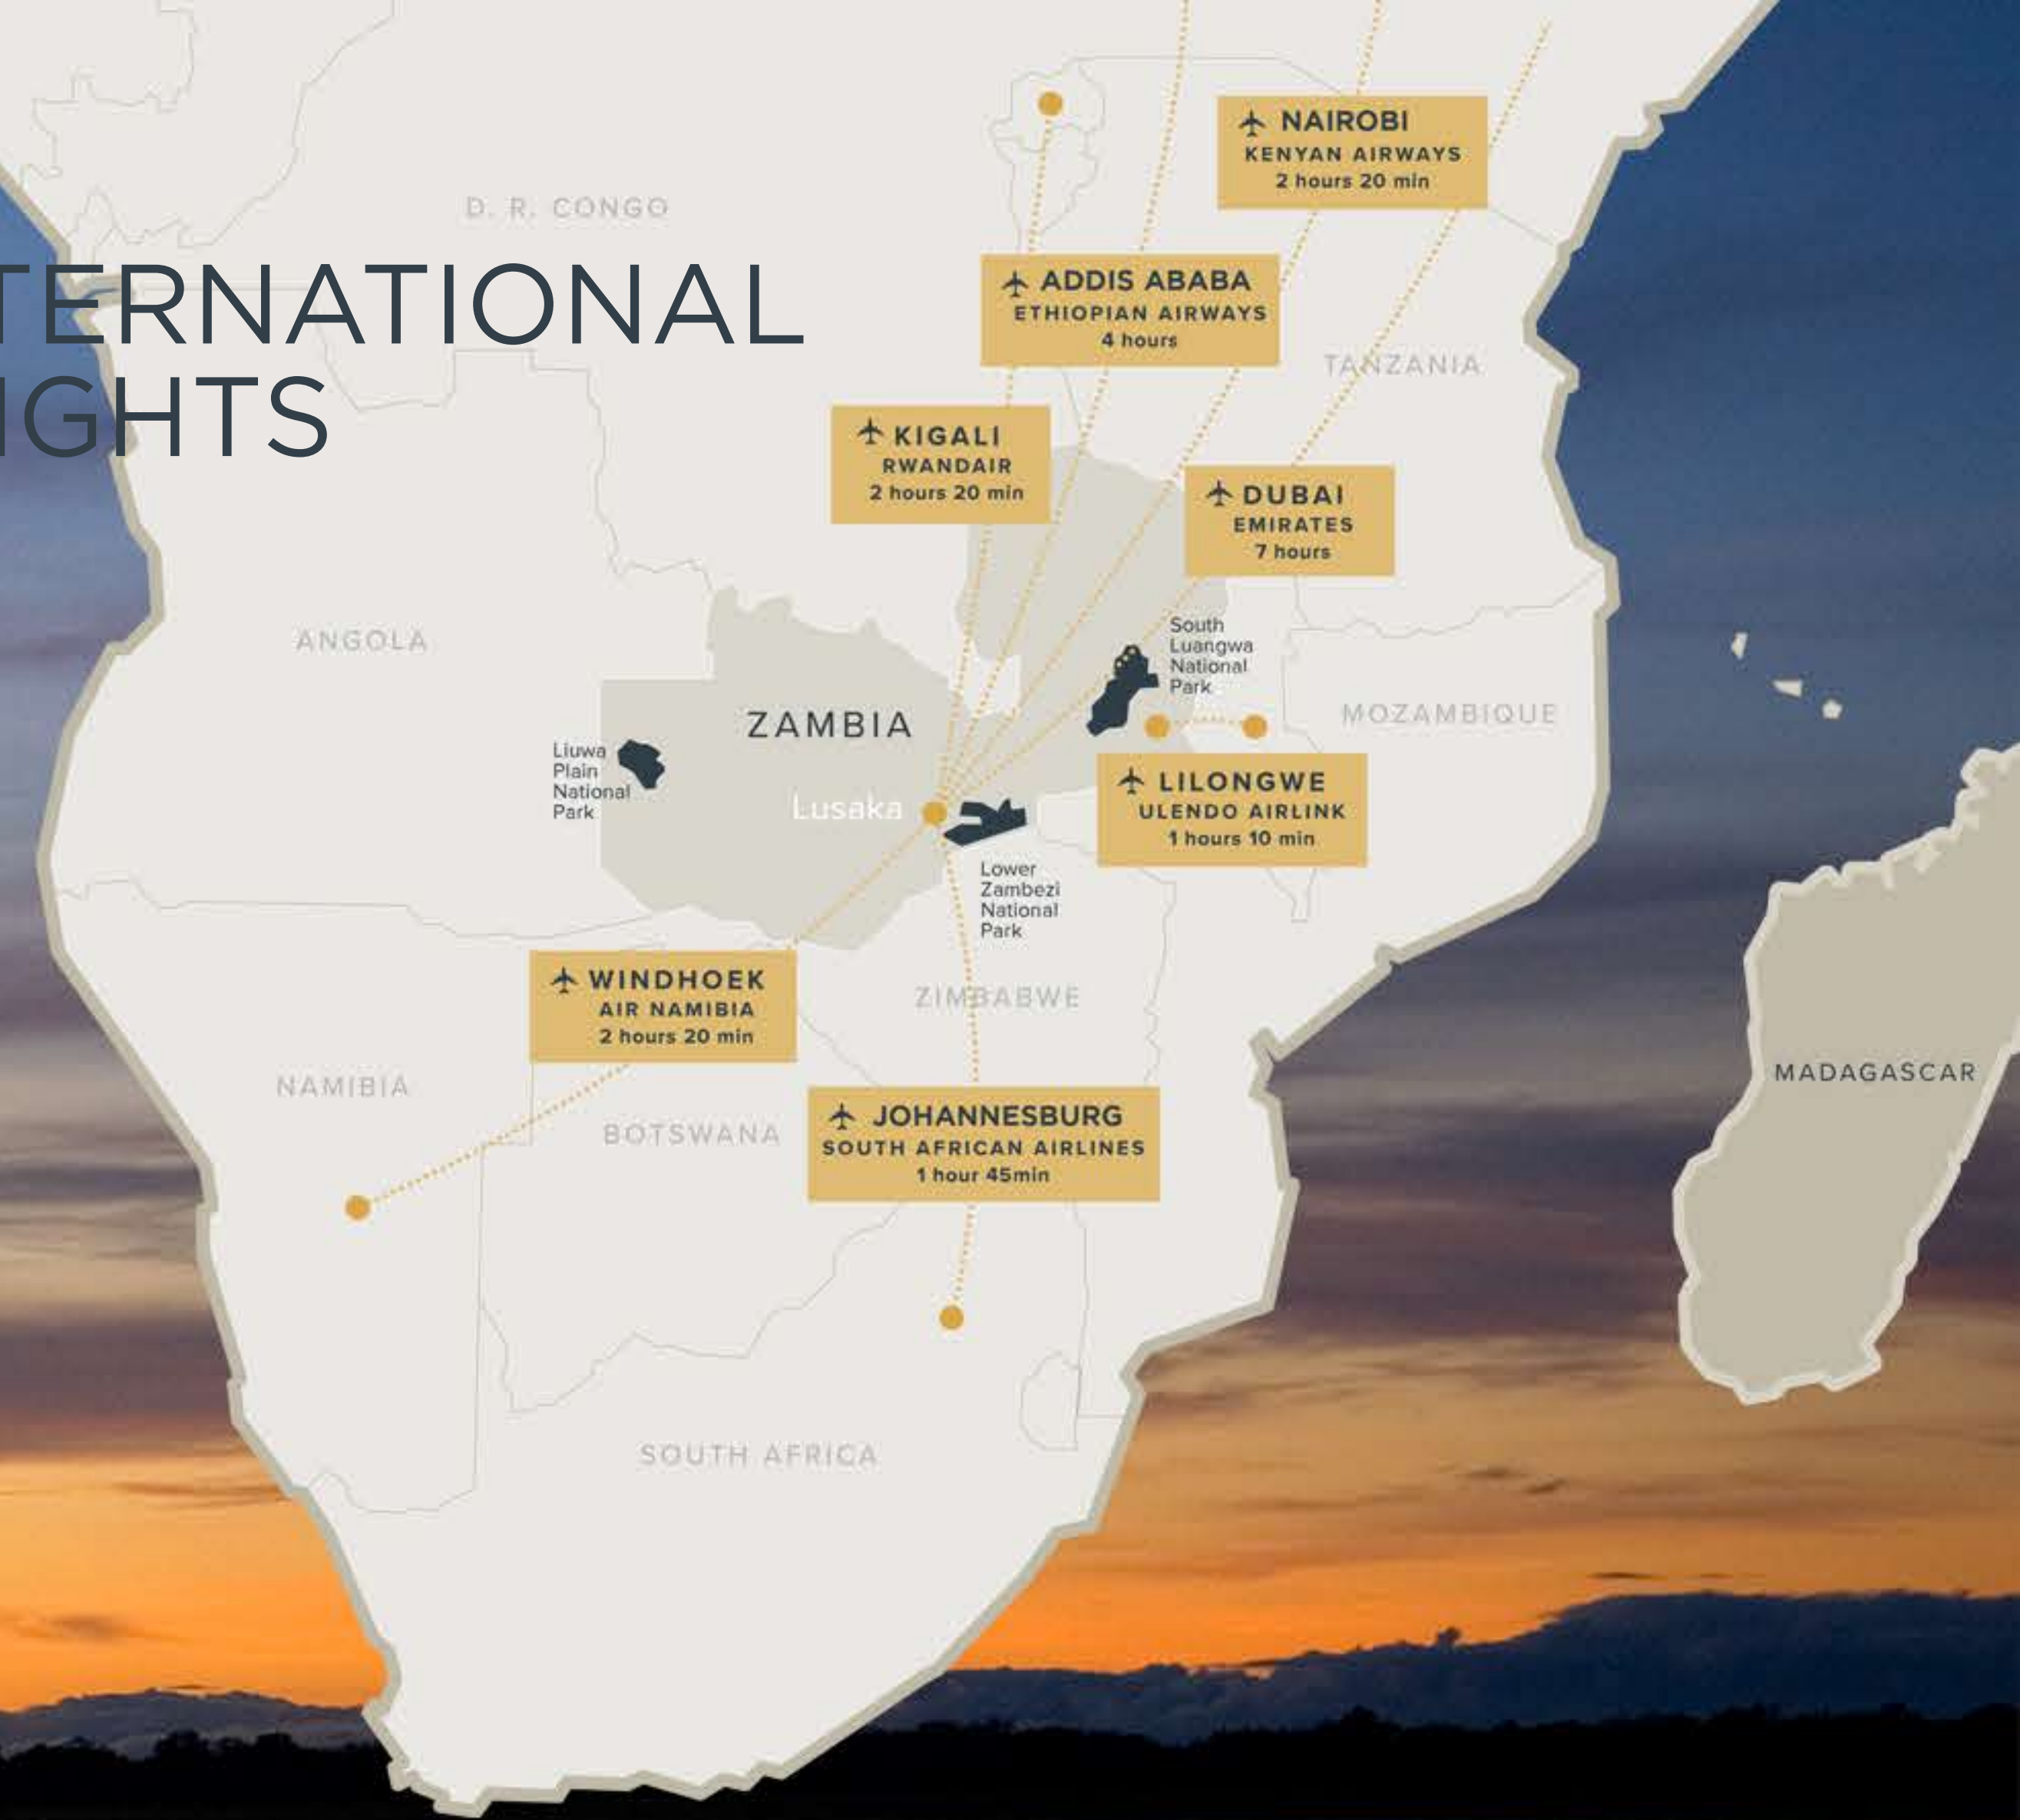 NAIROBI
KENYAN AIRWAYS
2 hours 20 min
D. R. CONGO
TERNATIONAL
IGHTS
ADDIS ABABA
ETHIOPIAN AIRWAYS
4 hours
TANZANIA
KIGALI
RWANDAIR
2 hours 20 min
DUBAI
EMIRATES
7 hours
ANGOLA
South
Luangwa
National
Park
ZAMBIA
MOZAMBIQUE
Liuwa
Plain
National
Park
Lusaka
LILONGWE
ULENDO AIRLINK
1 hours 10 min
Lower
Zambezi
National
Park
WINDHOEK
AIR NAMIBIA
2 hours 20 min
ZIMBABWE
NAMIBIA
BOTSWANA
MADAGASCAR
JOHANNESBURG
SOUTH AFRICAN AIRLINES
1 hour 45min
SOUTH AFRICA